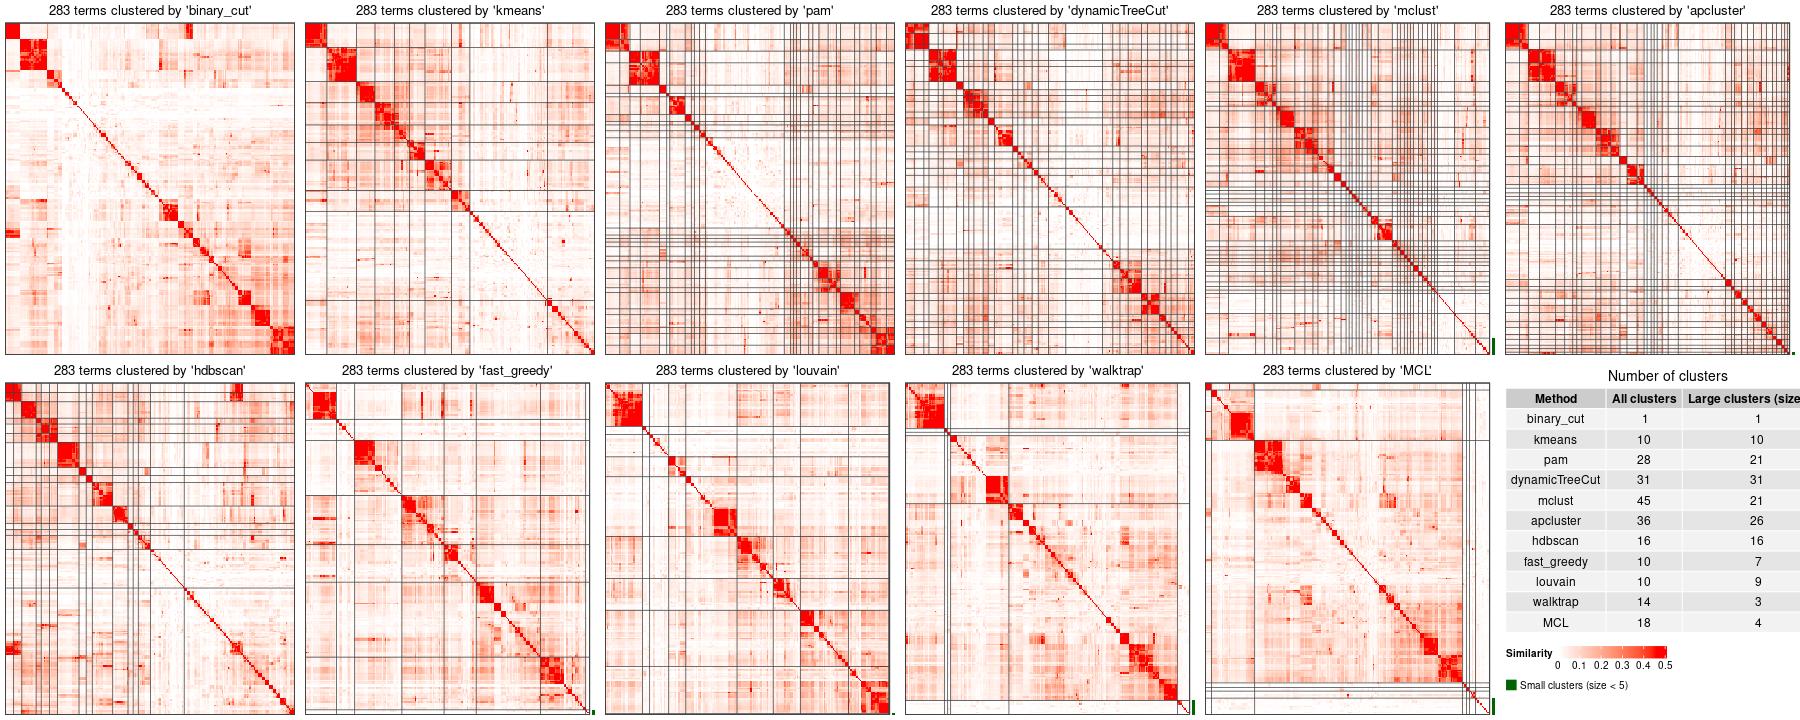 283 terms clustered by 'binary_cut'
283 terms clustered by 'kmeans'
283 terms clustered by 'pam'
283 terms clustered by 'dynamicTreeCut'
283 terms clustered by 'mclust'
283 terms clustered by 'apcluster'
283 terms clustered by 'hdbscan'
283 terms clustered by 'fast_greedy'
283 terms clustered by 'louvain'
283 terms clustered by 'walktrap'
283 terms clustered by 'MCL'
Number of clusters
Method All clusters Large clusters (size
binary_cut 1 1
kmeans 10 10
pam 28 21
dynamicTreeCut 31 31
mclust 45 21
apcluster 36 26
hdbscan 16 16
fast_greedy 10 7
louvain 10 9
walktrap 14 3
MCL 18 4
Similarity
0 0.1 0.2 0.3 0.4 0.5
Small clusters (size < 5)